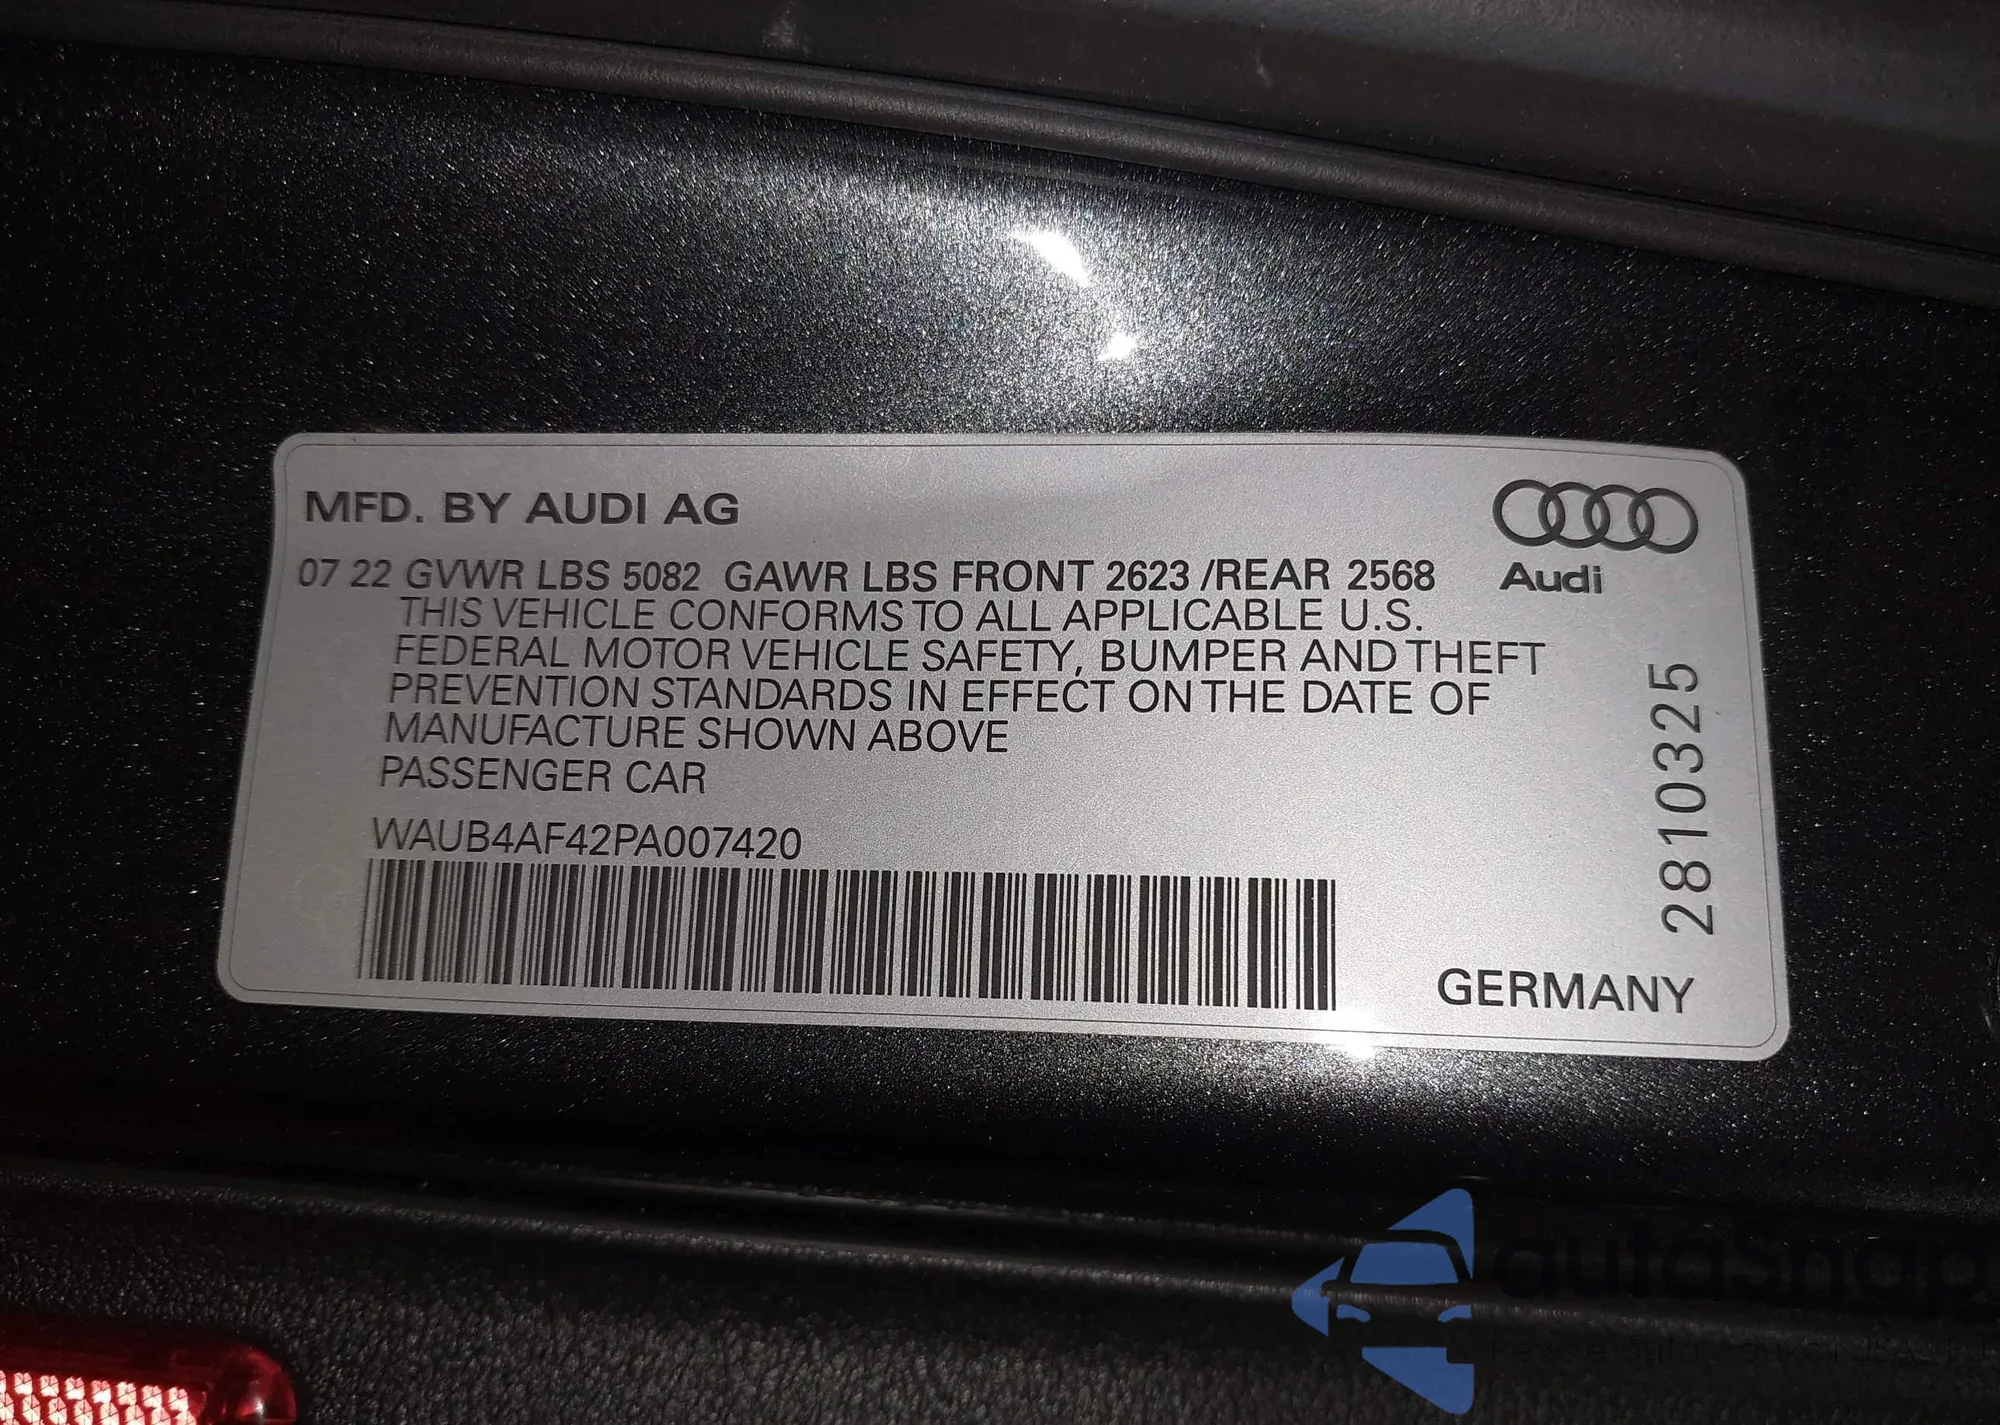 MFD. BY AUDI AG
07 22 GVWR LBS 5082 GAWR LBS FRONT 2623 /REAR 2568
Audi
THIS VEHICLE CONFORMS TO ALL APPLICABLE U.S.
FEDERAL MOTOR VEHICLE SAFETY, BUMPER AND THEFT
PREVENTION STANDARDS IN EFFECT ON THE DATE OF
MANUFACTURE SHOWN ABOVE
PASSENGER CAR
WAUB4AF42PA007420
2810325
GERMANY
autaSnap